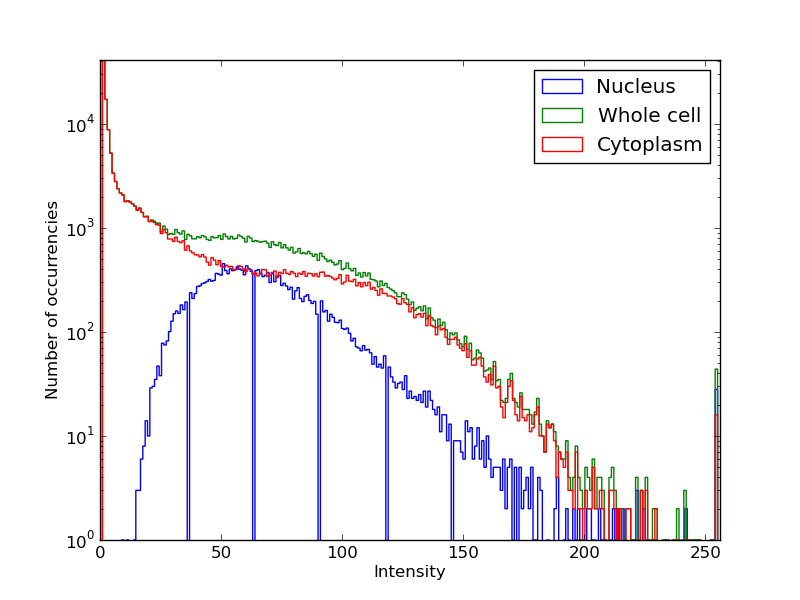 Nucleus
Whole cell
Cytoplasm
Number of occurrencies
10^4
10^3
10^2
10^1
10^0
0 50 100 150 200 250
Intensity